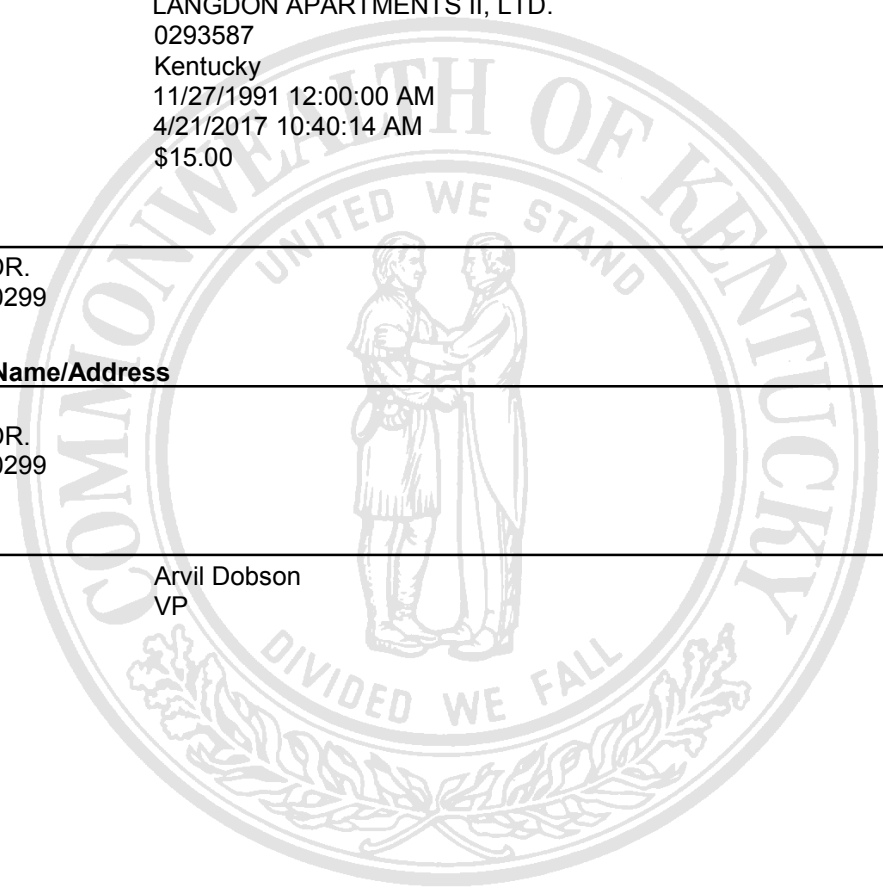 LANGDON APARTMENTS II, LTD.
0293587
Kentucky
11/27/1991 12:00:00 AM
4/21/2017 10:40:14 AM
$15.00
COMMONWEALTH OF KENTUCKY
UNITED WE STAND
DR.
0299
Name/Address
DR.
0299
Arvil Dobson
VP
DIVIDED WE FALL